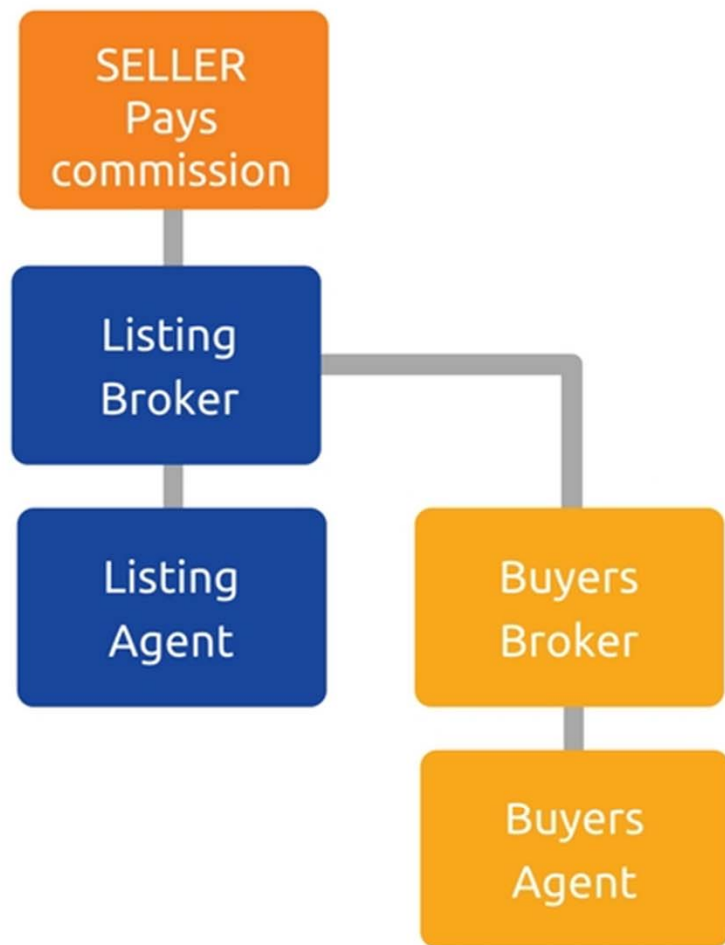 SELLER
Pays
commission
Listing
Broker
Listing
Agent
Buyers
Broker
Buyers
Agent